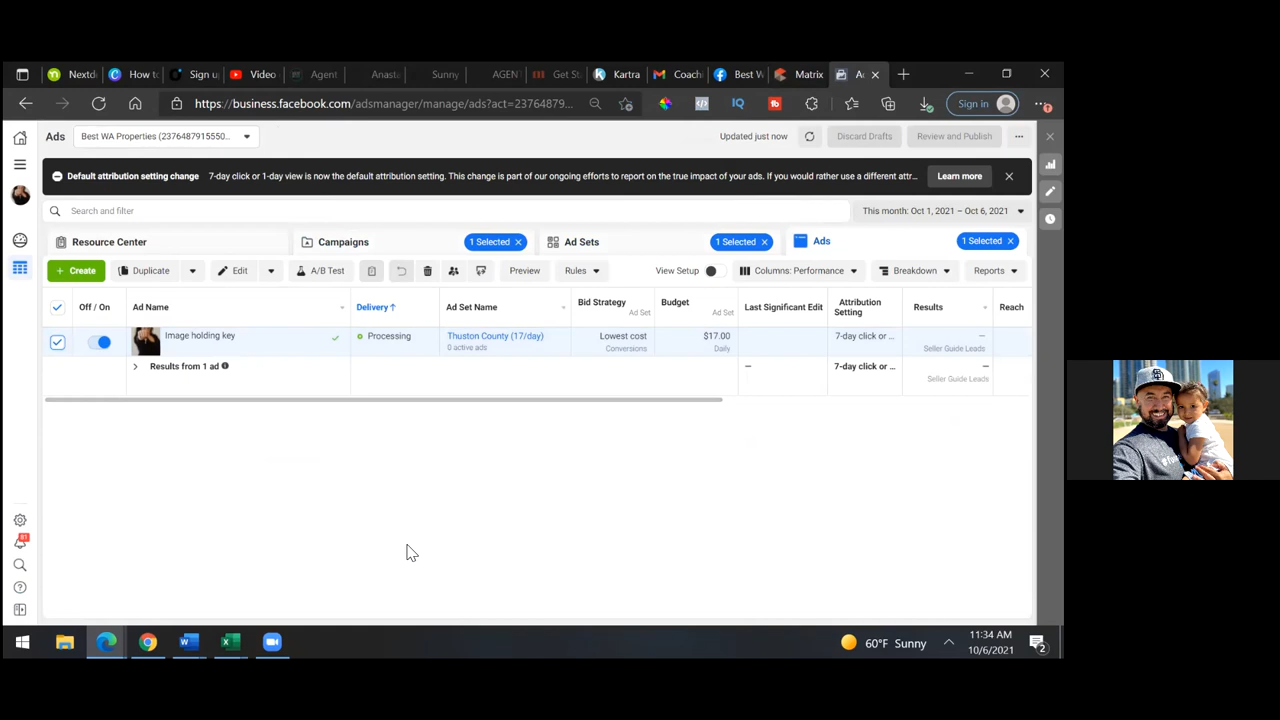 Nextd
How to
Sign u
Video
Agent
Anasta
Sunny
AGENT
Get St
Kartra
Coachi
Best W
Matrix
Ad
https://business.facebook.com/adsmanager/manage/ads?act=23764879...
Sign in
Ads
Best WA Properties (2376487915550...
Updated just now
Discard Drafts
Review and Publish
Default attribution setting change
7-day click or 1-day view is now the default attribution setting. This change is part of our ongoing efforts to report on the true impact of your ads. If you would rather use a different attr...
Learn more
Search and filter
This month: Oct 1, 2021 – Oct 6, 2021
Resource Center
Campaigns
1 Selected
Ad Sets
1 Selected
Ads
1 Selected
+ Create
Duplicate
Edit
A/B Test
Preview
Rules
View Setup
Columns: Performance
Breakdown
Reports
Off / On
Ad Name
Delivery ↑
Ad Set Name
Bid Strategy
Ad Set
Budget
Ad Set
Last Significant Edit
Attribution
Setting
Results
Reach
Image holding key
Processing
Thuston County (17/day)
0 active ads
Lowest cost
Conversions
$17.00
Daily
7-day click or ...
—
Seller Guide Leads
Results from 1 ad
—
7-day click or ...
—
Seller Guide Leads
81
60°F Sunny
11:34 AM
10/6/2021
2